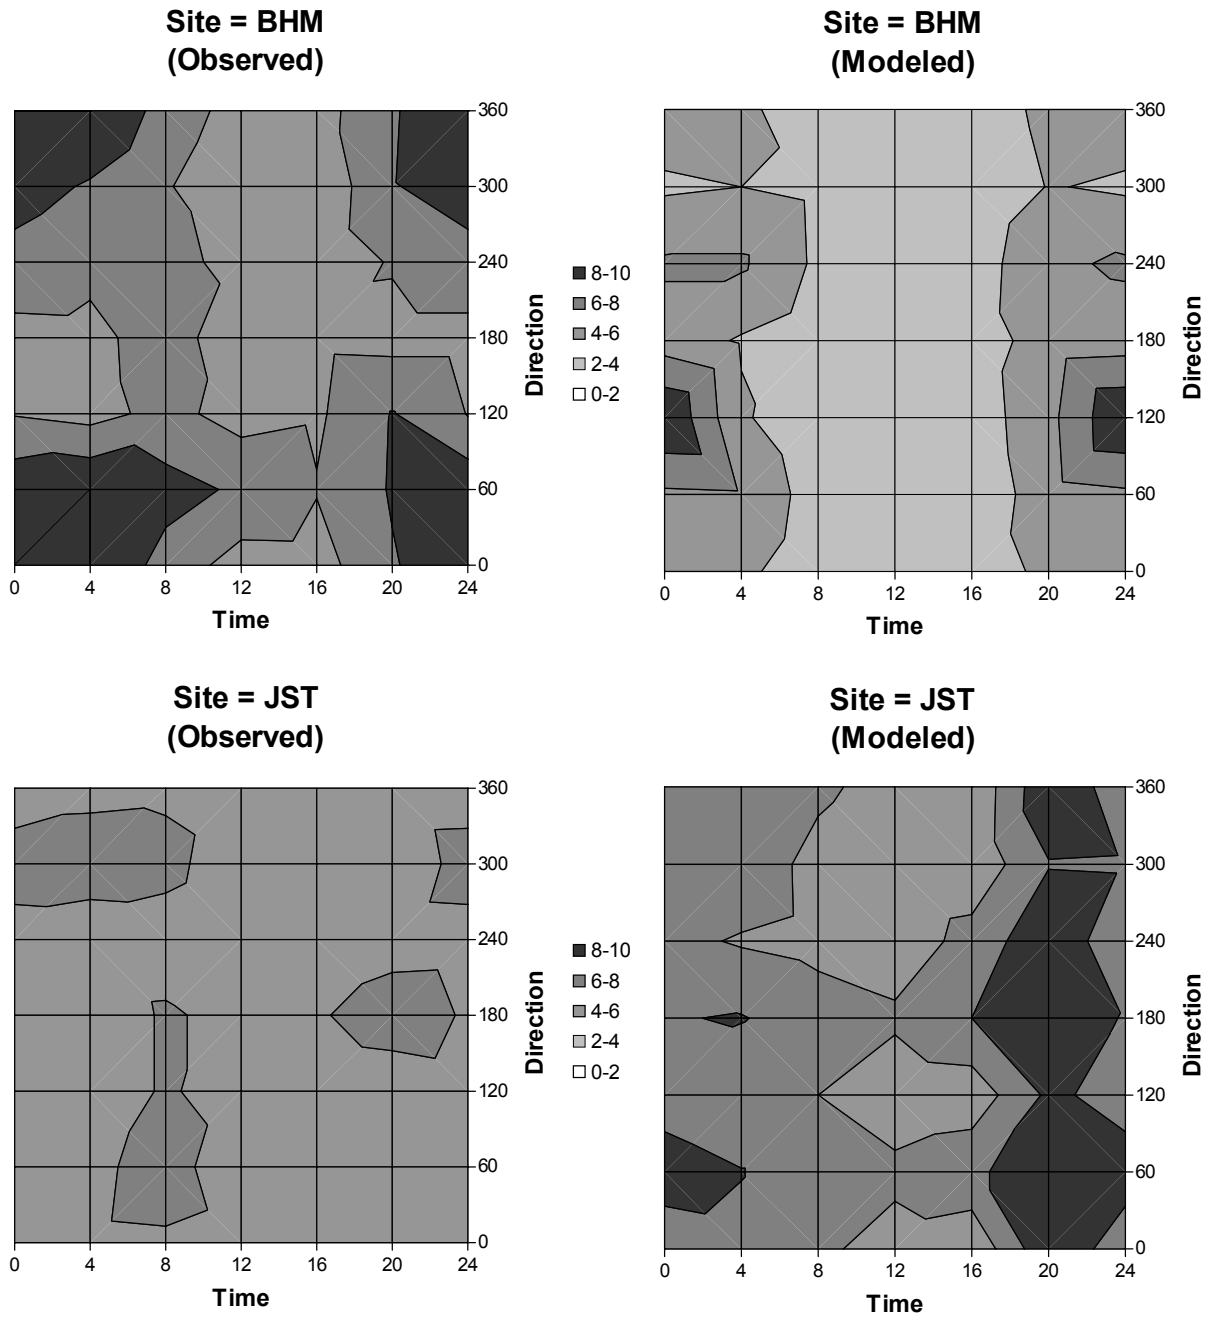 Site = BHM
(Observed)
360
300
240
180
120
60
0
0 4 8 12 16 20 24
Time
Direction
8-10
6-8
4-6
2-4
0-2
Site = BHM
(Modeled)
360
300
240
180
120
60
0
0 4 8 12 16 20 24
Time
Direction
Site = JST
(Observed)
360
300
240
180
120
60
0
0 4 8 12 16 20 24
Time
Direction
8-10
6-8
4-6
2-4
0-2
Site = JST
(Modeled)
360
300
240
180
120
60
0
0 4 8 12 16 20 24
Time
Direction